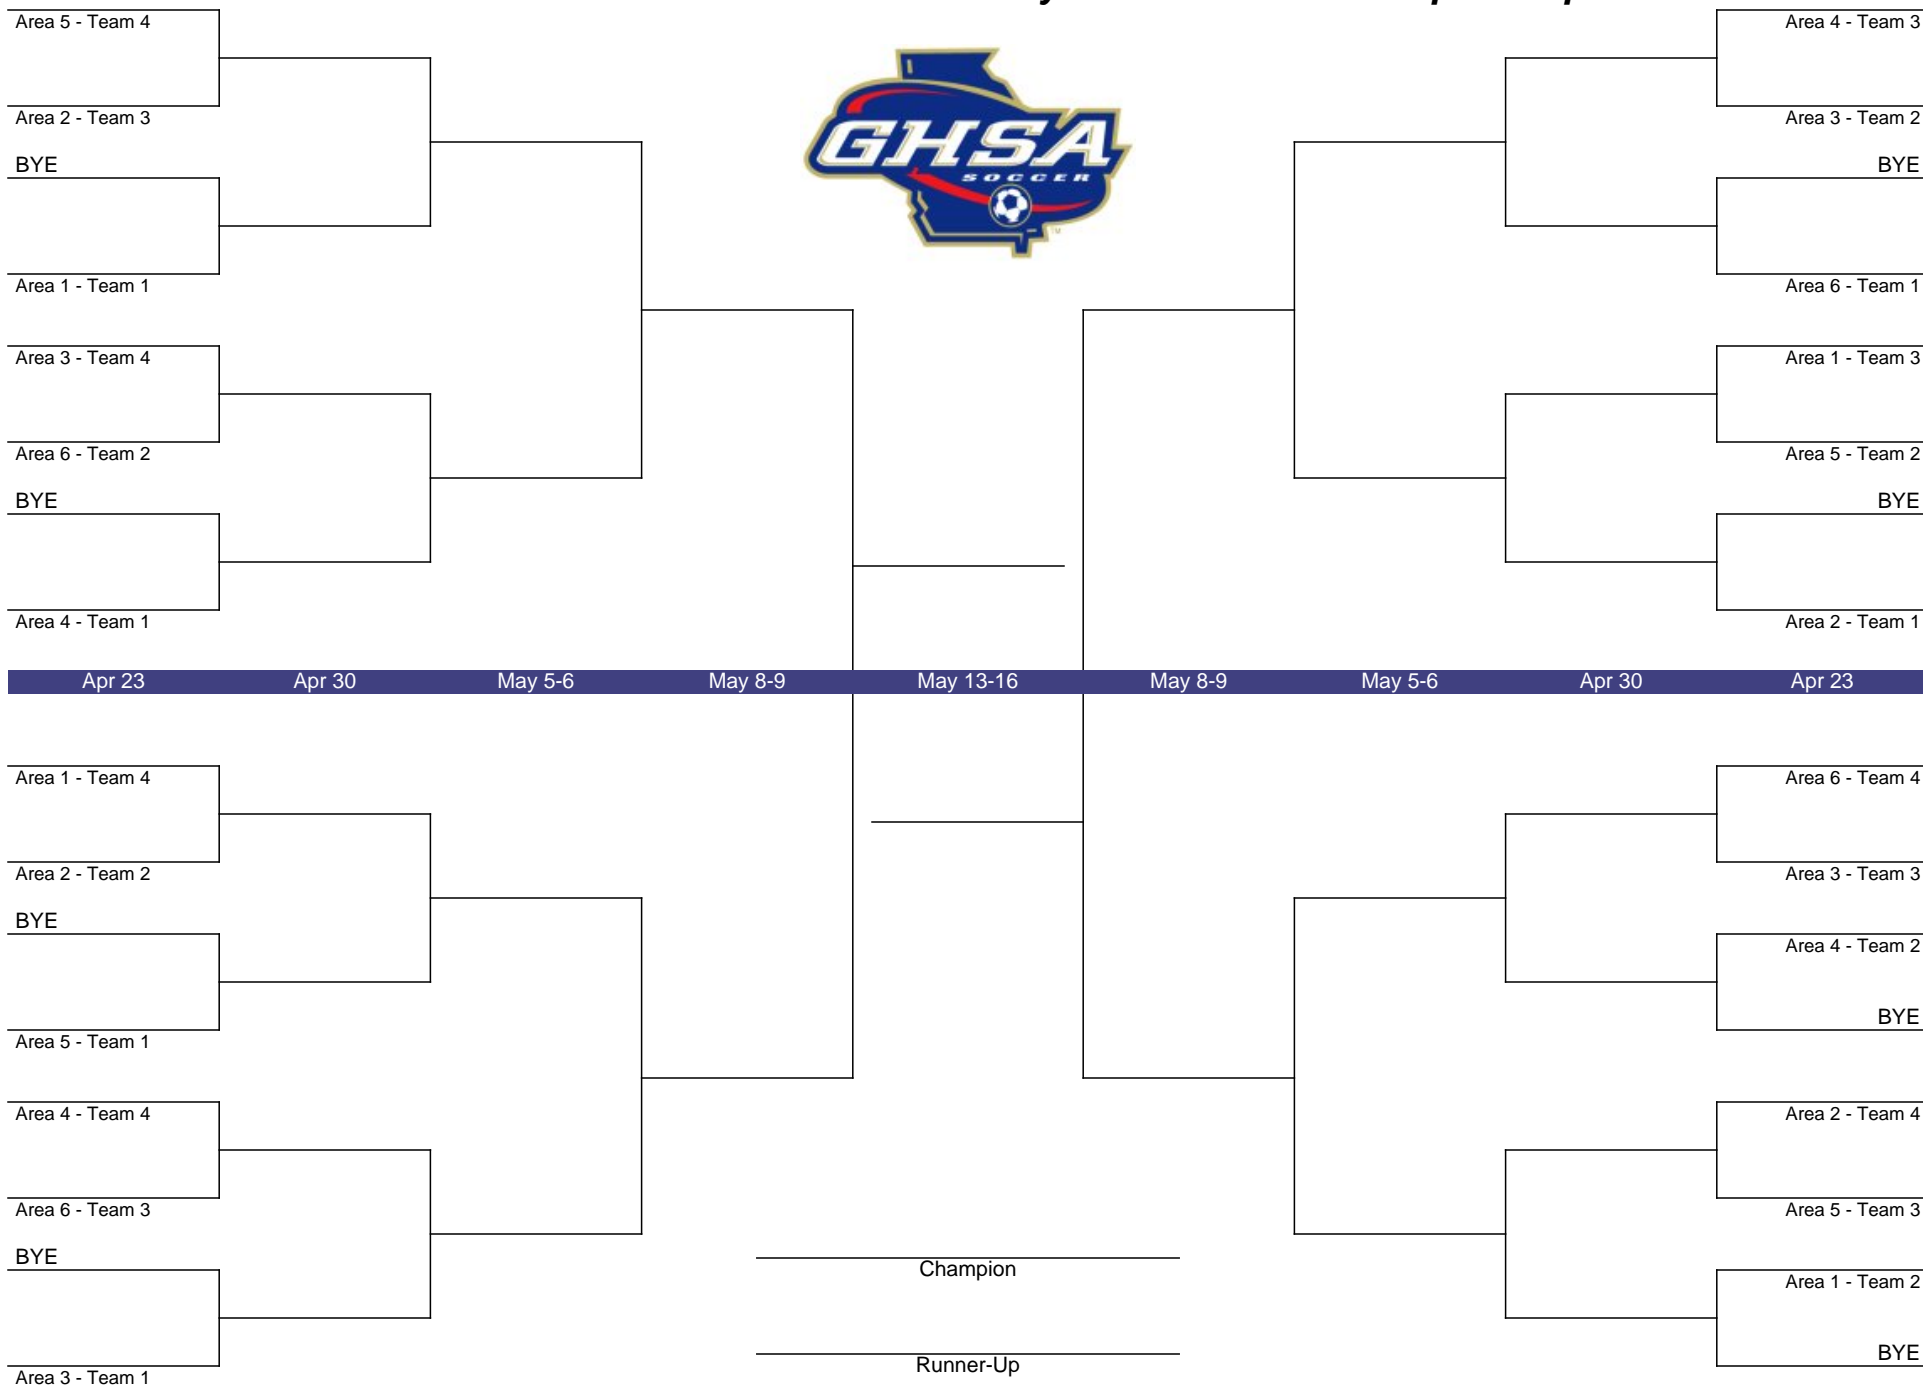 Area 5 - Team 4
Area 2 - Team 3
BYE
Area 1 - Team 1
Area 3 - Team 4
Area 6 - Team 2
BYE
Area 4 - Team 1
GHSA
SOCCER
TM
Area 4 - Team 3
Area 3 - Team 2
BYE
Area 6 - Team 1
Area 1 - Team 3
Area 5 - Team 2
BYE
Area 2 - Team 1
Apr 23 Apr 30 May 5-6 May 8-9 May 13-16 May 8-9 May 5-6 Apr 30 Apr 23
Area 1 - Team 4
Area 2 - Team 2
BYE
Area 5 - Team 1
Area 4 - Team 4
Area 6 - Team 3
BYE
Area 3 - Team 1
Champion
Runner-Up
Area 6 - Team 4
Area 3 - Team 3
Area 4 - Team 2
BYE
Area 2 - Team 4
Area 5 - Team 3
Area 1 - Team 2
BYE